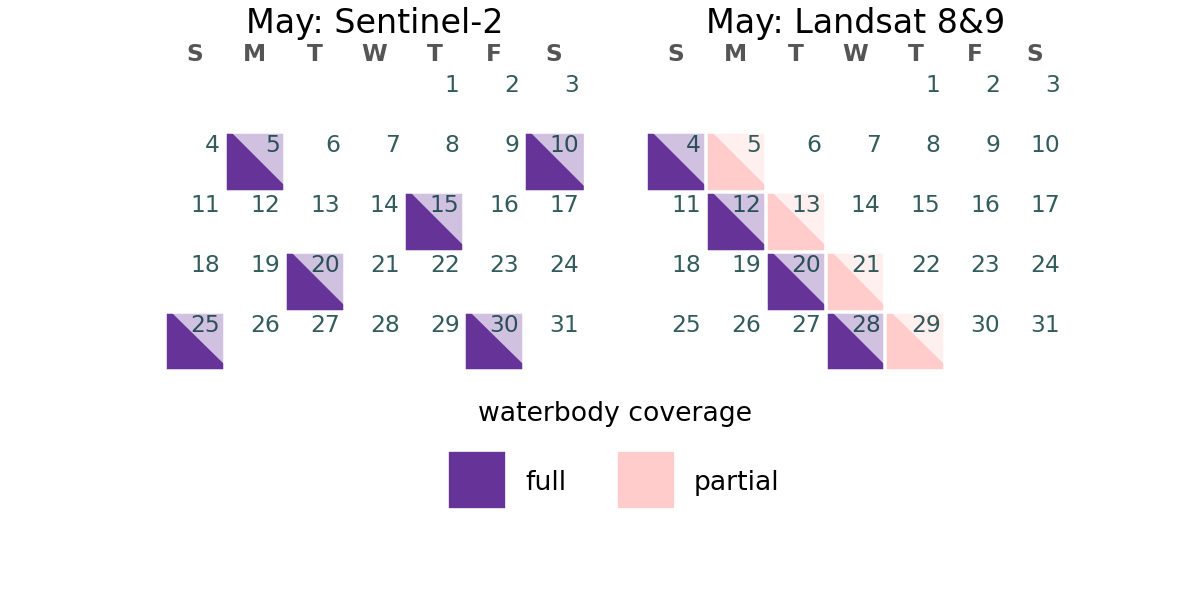 May: Sentinel-2
S M T W T F S
1 2 3
4 5 6 7 8 9 10
11 12 13 14 15 16 17
18 19 20 21 22 23 24
25 26 27 28 29 30 31
May: Landsat 8&9
S M T W T F S
1 2 3
4 5 6 7 8 9 10
11 12 13 14 15 16 17
18 19 20 21 22 23 24
25 26 27 28 29 30 31
waterbody coverage
full
partial